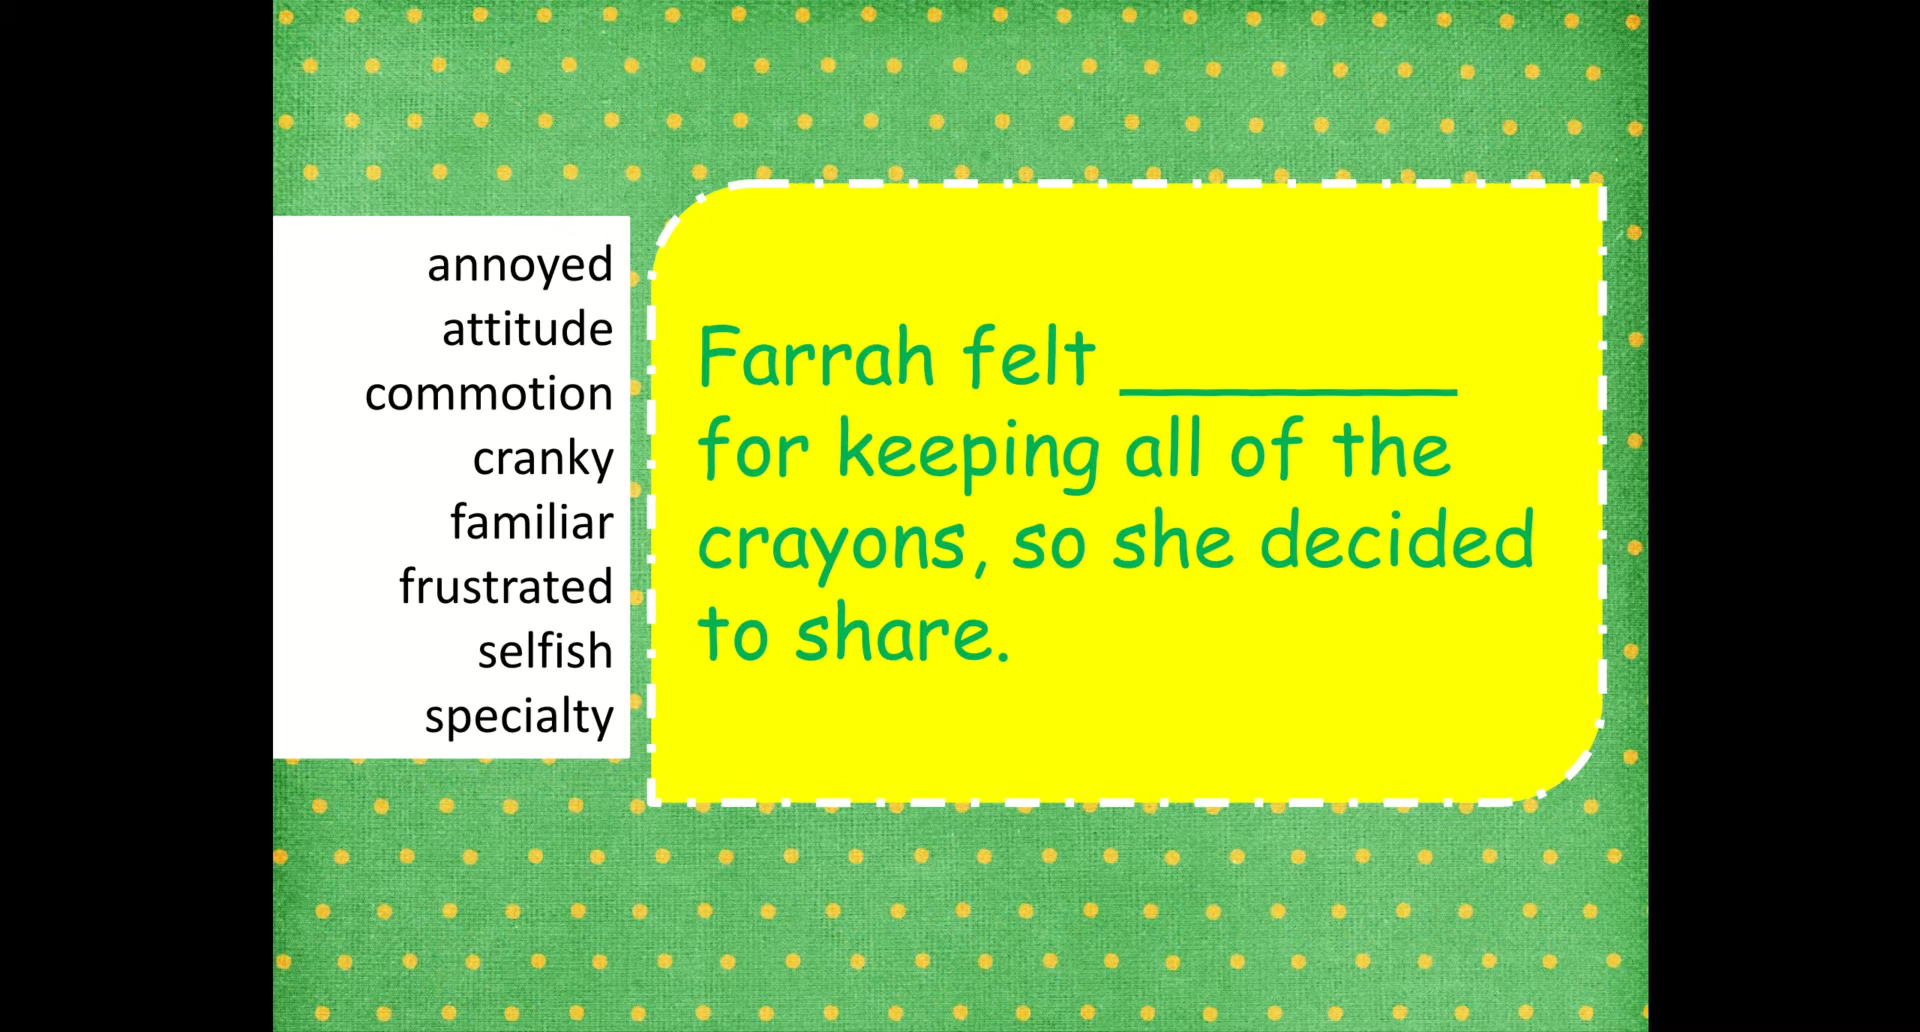 annoyed
attitude
commotion
cranky
familiar
frustrated
selfish
specialty
Farrah felt __________
for keeping all of the
crayons, so she decided
to share.